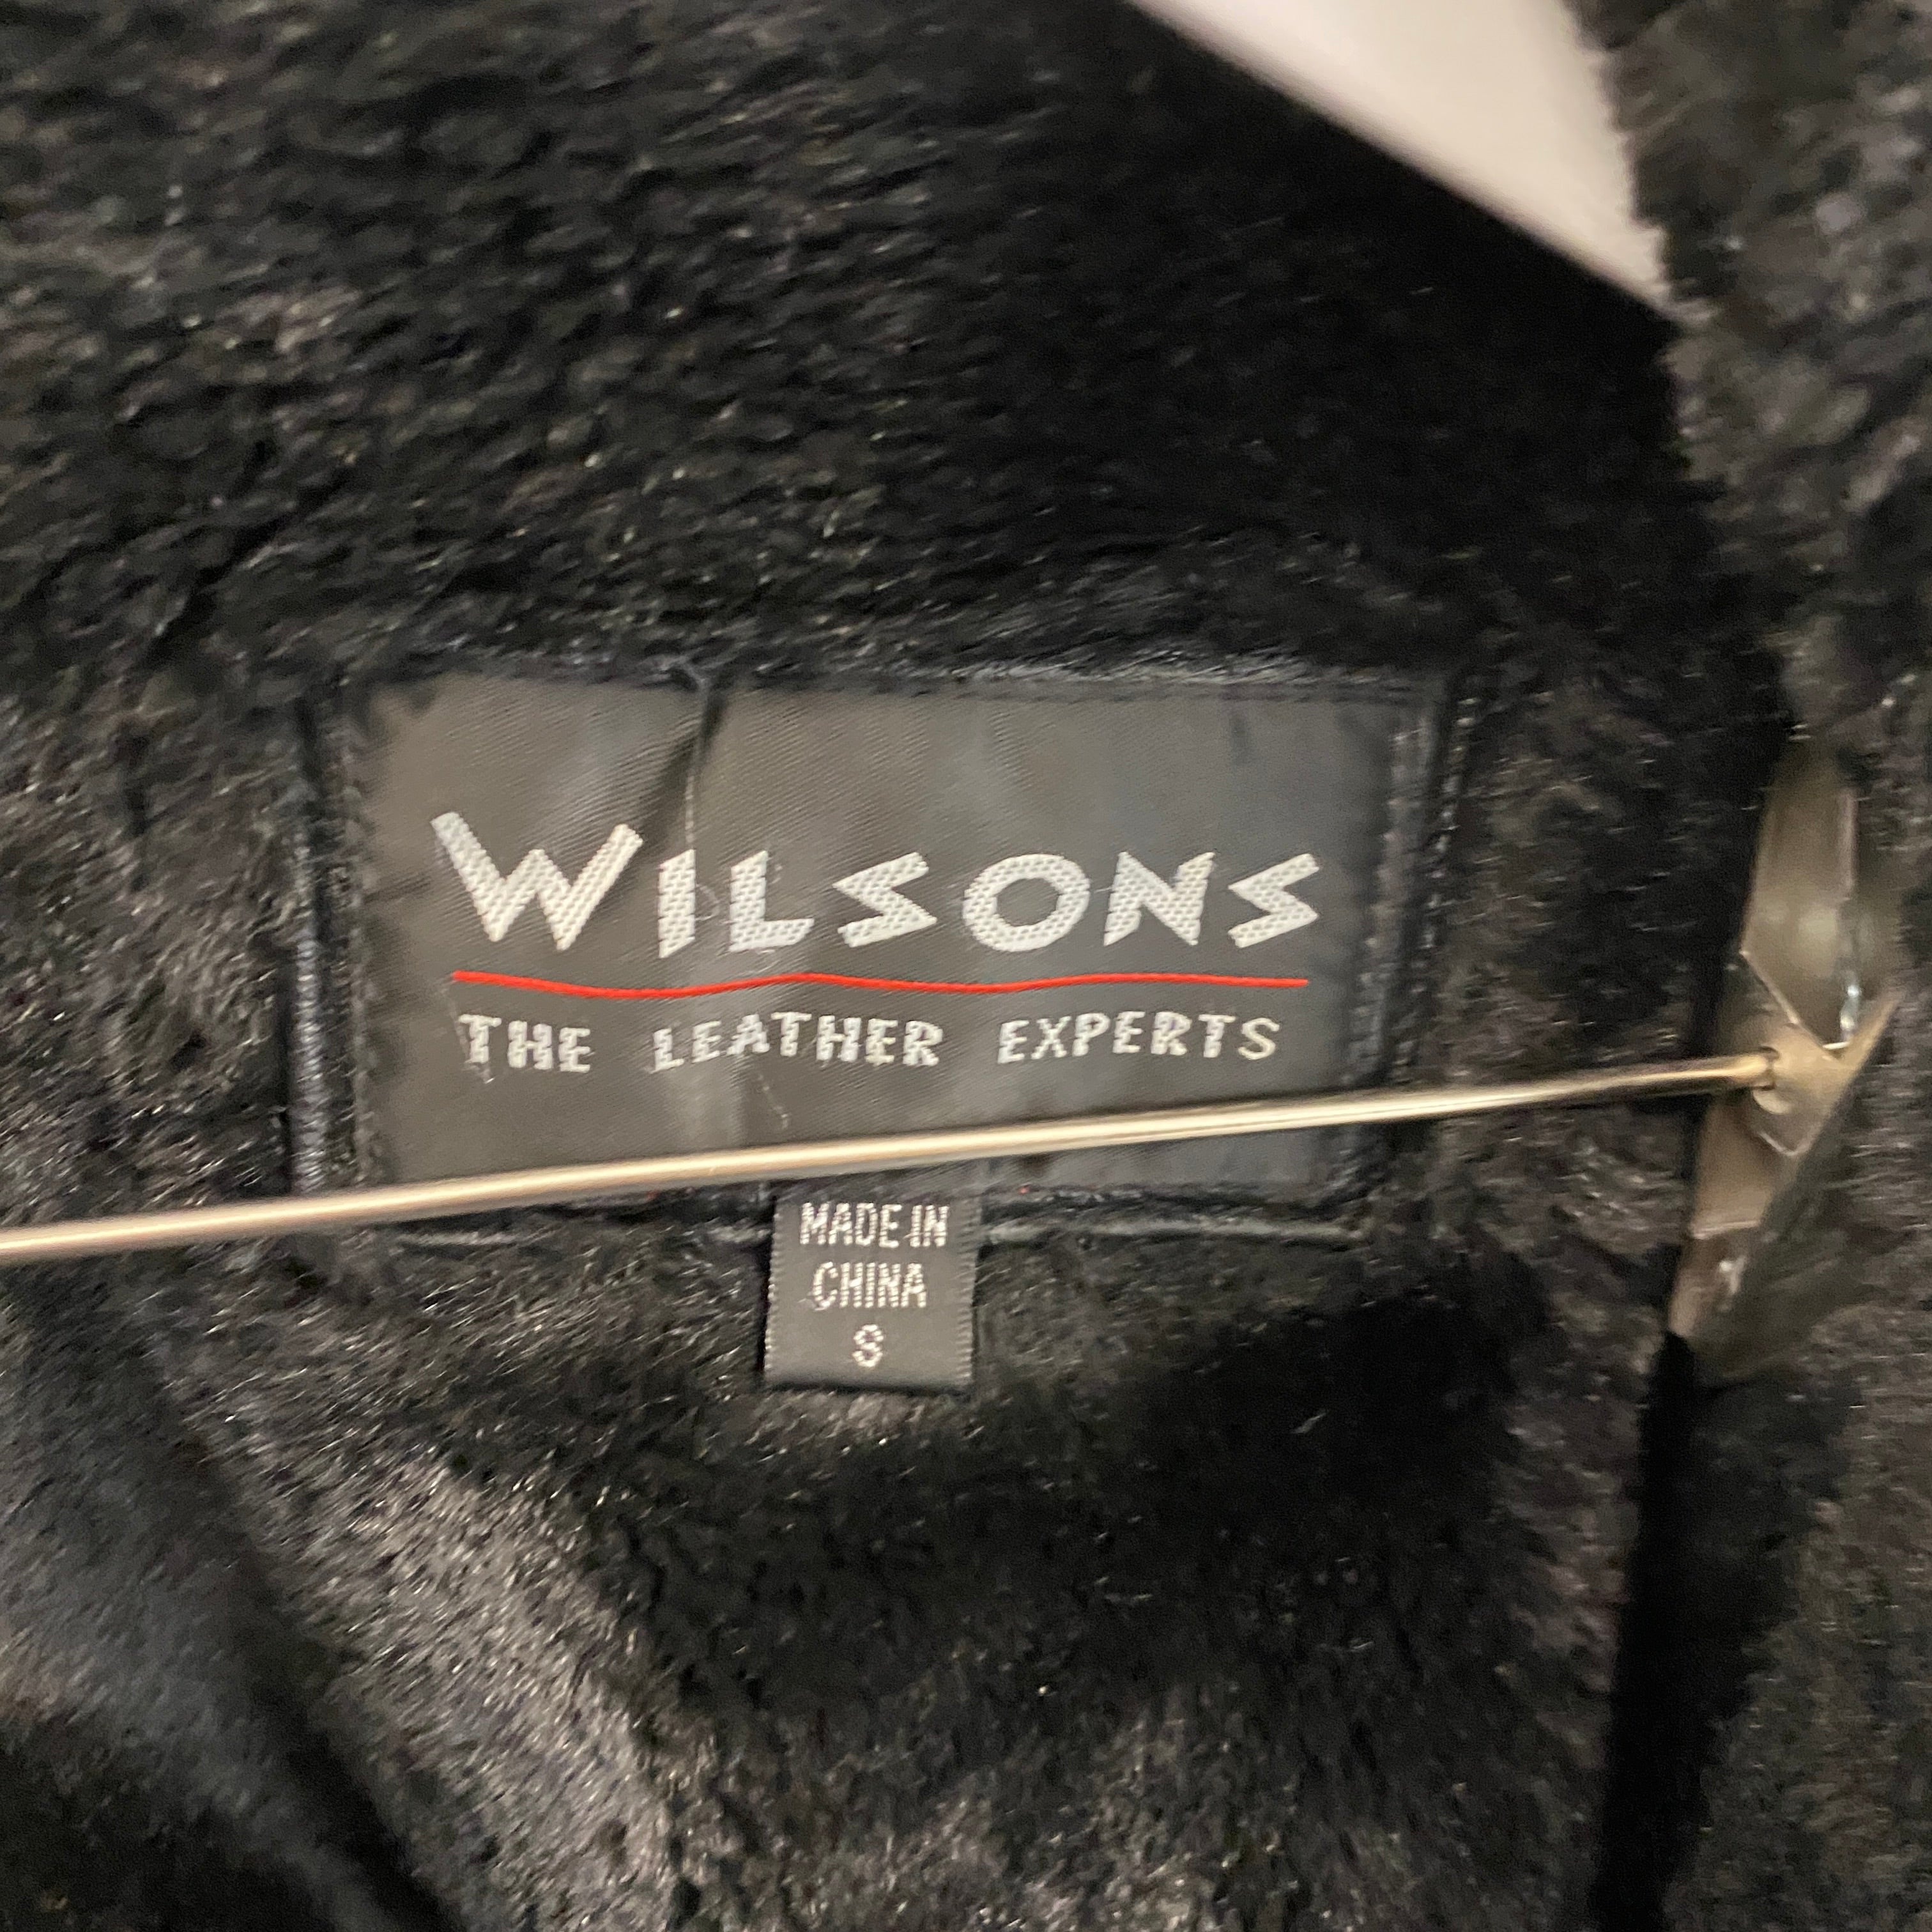 WILSONS
THE LEATHER EXPERTS
MADE IN
CHINA
S